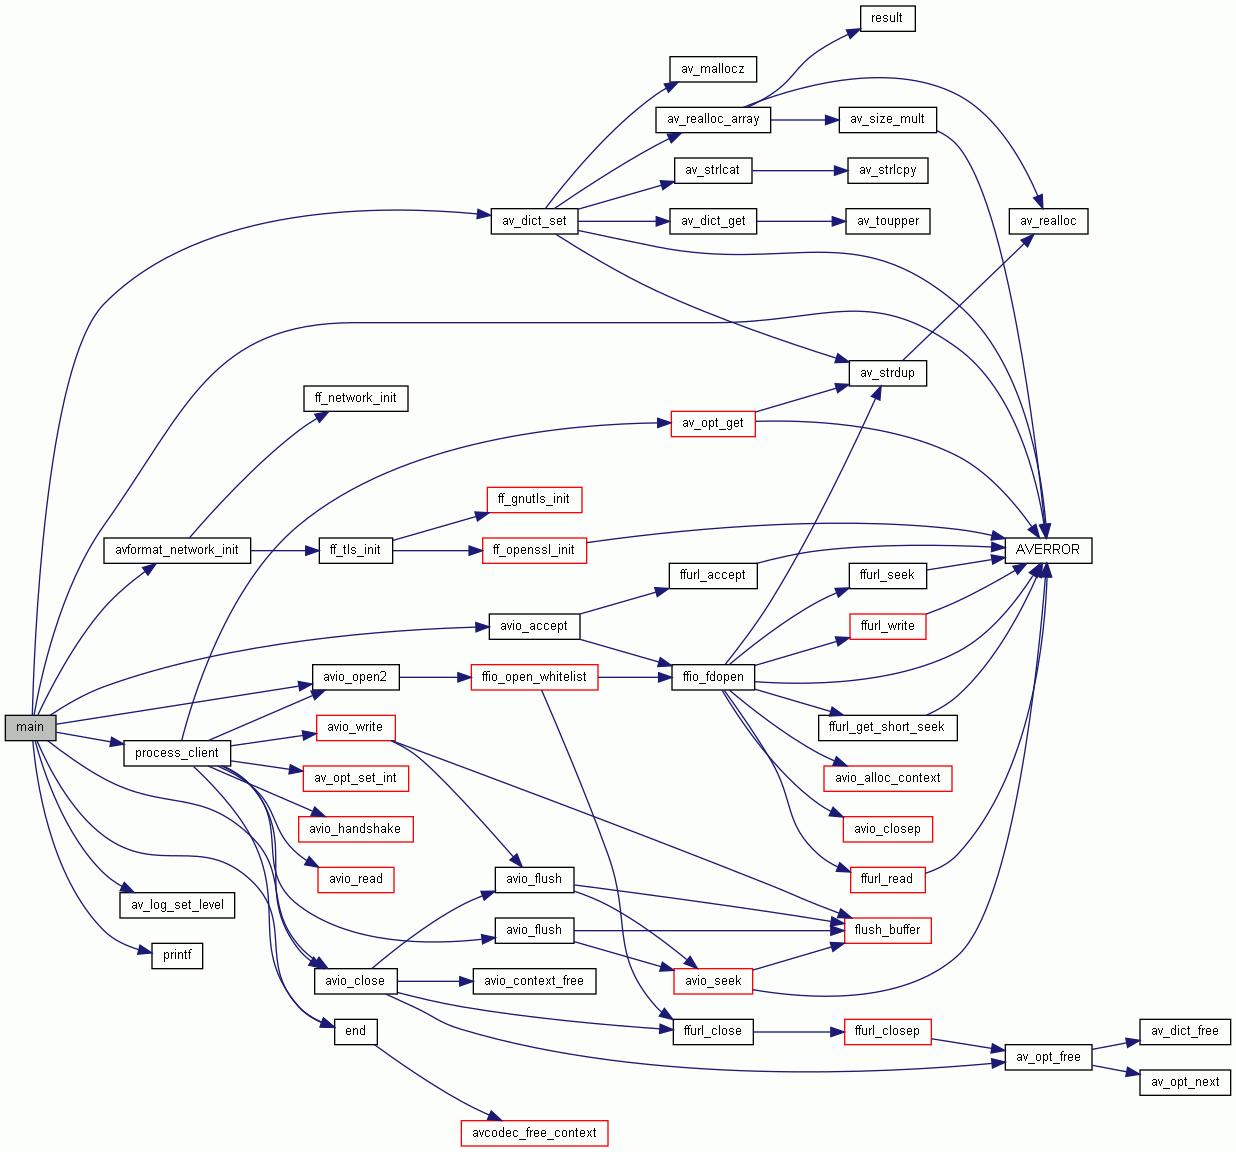 result
av_mallocz
av_realloc_array
av_size_mult
av_strlcat
av_strlcpy
av_dict_set
av_dict_get
av_toupper
av_realloc
av_strdup
ff_network_init
av_opt_get
ff_gnutls_init
avformat_network_init
ff_tls_init
ff_openssl_init
AVERROR
ffurl_accept
ffurl_seek
avio_accept
ffurl_write
avio_open2
ffio_open_whitelist
ffio_fdopen
main
avio_write
ffurl_get_short_seek
process_client
av_opt_set_int
avio_alloc_context
avio_handshake
avio_closep
avio_read
avio_flush
ffurl_read
av_log_set_level
avio_flush
flush_buffer
printf
avio_close
avio_context_free
avio_seek
end
ffurl_close
ffurl_closep
av_dict_free
av_opt_free
av_opt_next
avcodec_free_context